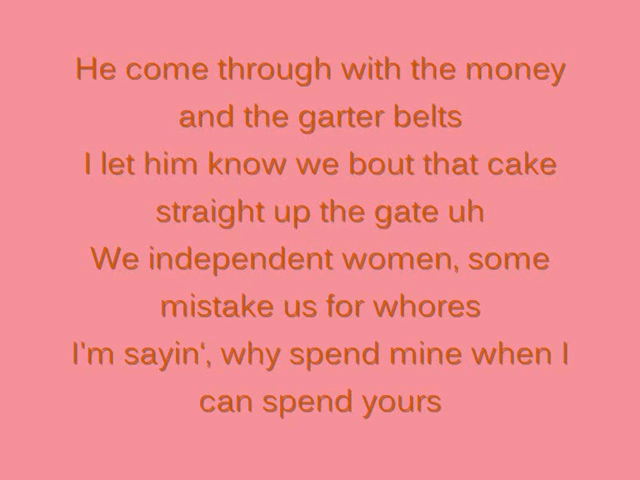 He come through with the money
and the garter belts
I let him know we bout that cake
straight up the gate uh
We independent women, some
mistake us for whores
I'm sayin', why spend mine when I
can spend yours